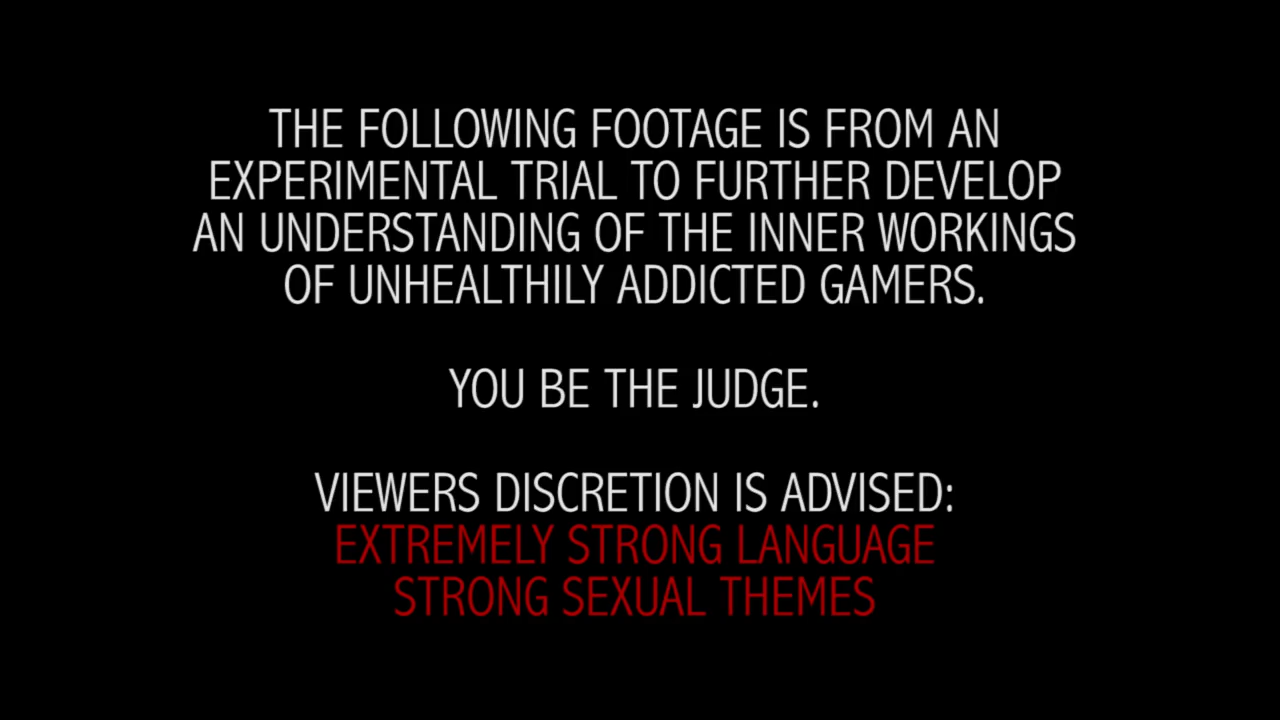 THE FOLLOWING FOOTAGE IS FROM AN
EXPERIMENTAL TRIAL TO FURTHER DEVELOP
AN UNDERSTANDING OF THE INNER WORKINGS
OF UNHEALTHILY ADDICTED GAMERS.
YOU BE THE JUDGE.
VIEWERS DISCRETION IS ADVISED:
EXTREMELY STRONG LANGUAGE
STRONG SEXUAL THEMES